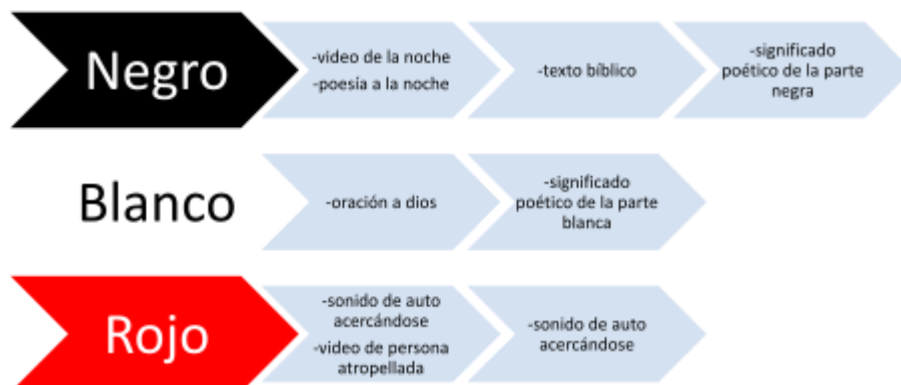 Negro
-video de la noche
-poesía a la noche
-texto bíblico
-significado
poético de la parte
negra
Blanco
-oración a dios
-significado
poético de la parte
blanca
Rojo
-sonido de auto
acercándose
-video de persona
atropellada
-sonido de auto
acercándose